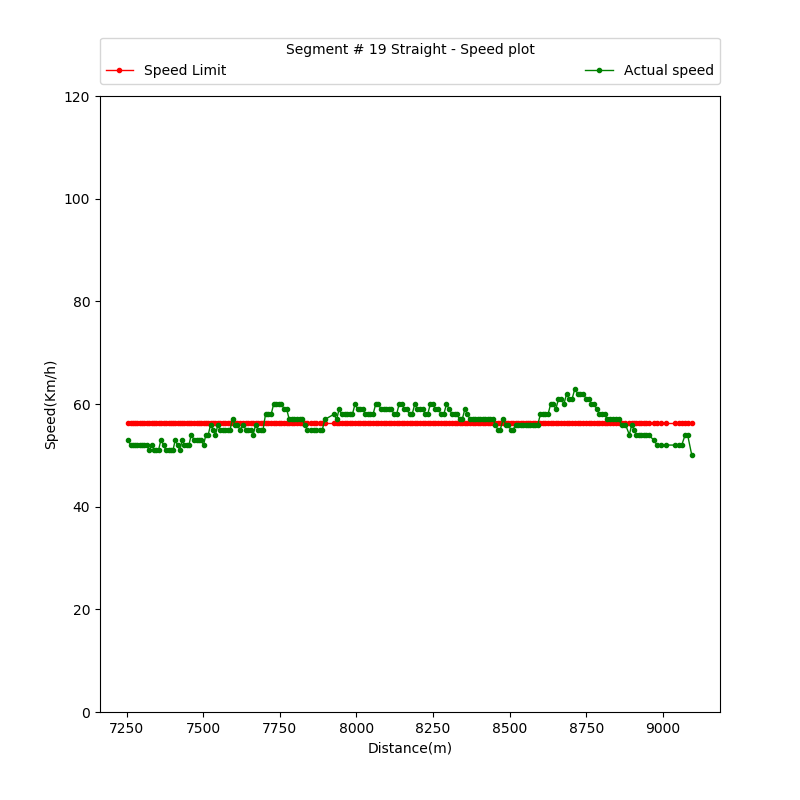 Segment # 19 Straight - Speed plot
Speed Limit
Actual speed
120
100
80
60
40
20
0
Speed(Km/h)
7250 7500 7750 8000 8250 8500 8750 9000
Distance(m)